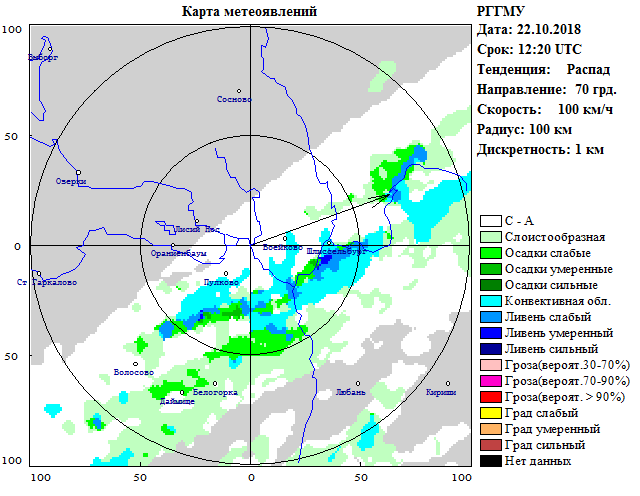 Карта метеоявлений
РГГМУ
Дата: 22.10.2018
Срок: 12:20 UTC
Тенденция: Распад
Направление: 70 грд.
Скорость: 100 км/ч
Радиус: 100 км
Дискретность: 1 км
100
50
0
50
100
100
50
0
50
100
Выборг
Сосново
Озерки
Лисий Нос
Ораниенбаум
Воейково
Шлиссельбург
Ст Гаркалово
Пулково
Волосово
Белогорка
Даймище
Любань
Кириши
С - А
Слоистообразная
Осадки слабые
Осадки умеренные
Осадки сильные
Конвективная обл.
Ливень слабый
Ливень умеренный
Ливень сильный
Гроза(вероят.30-70%)
Гроза(вероят.70-90%)
Гроза(вероят.>90%)
Град слабый
Град умеренный
Град сильный
Нет данных